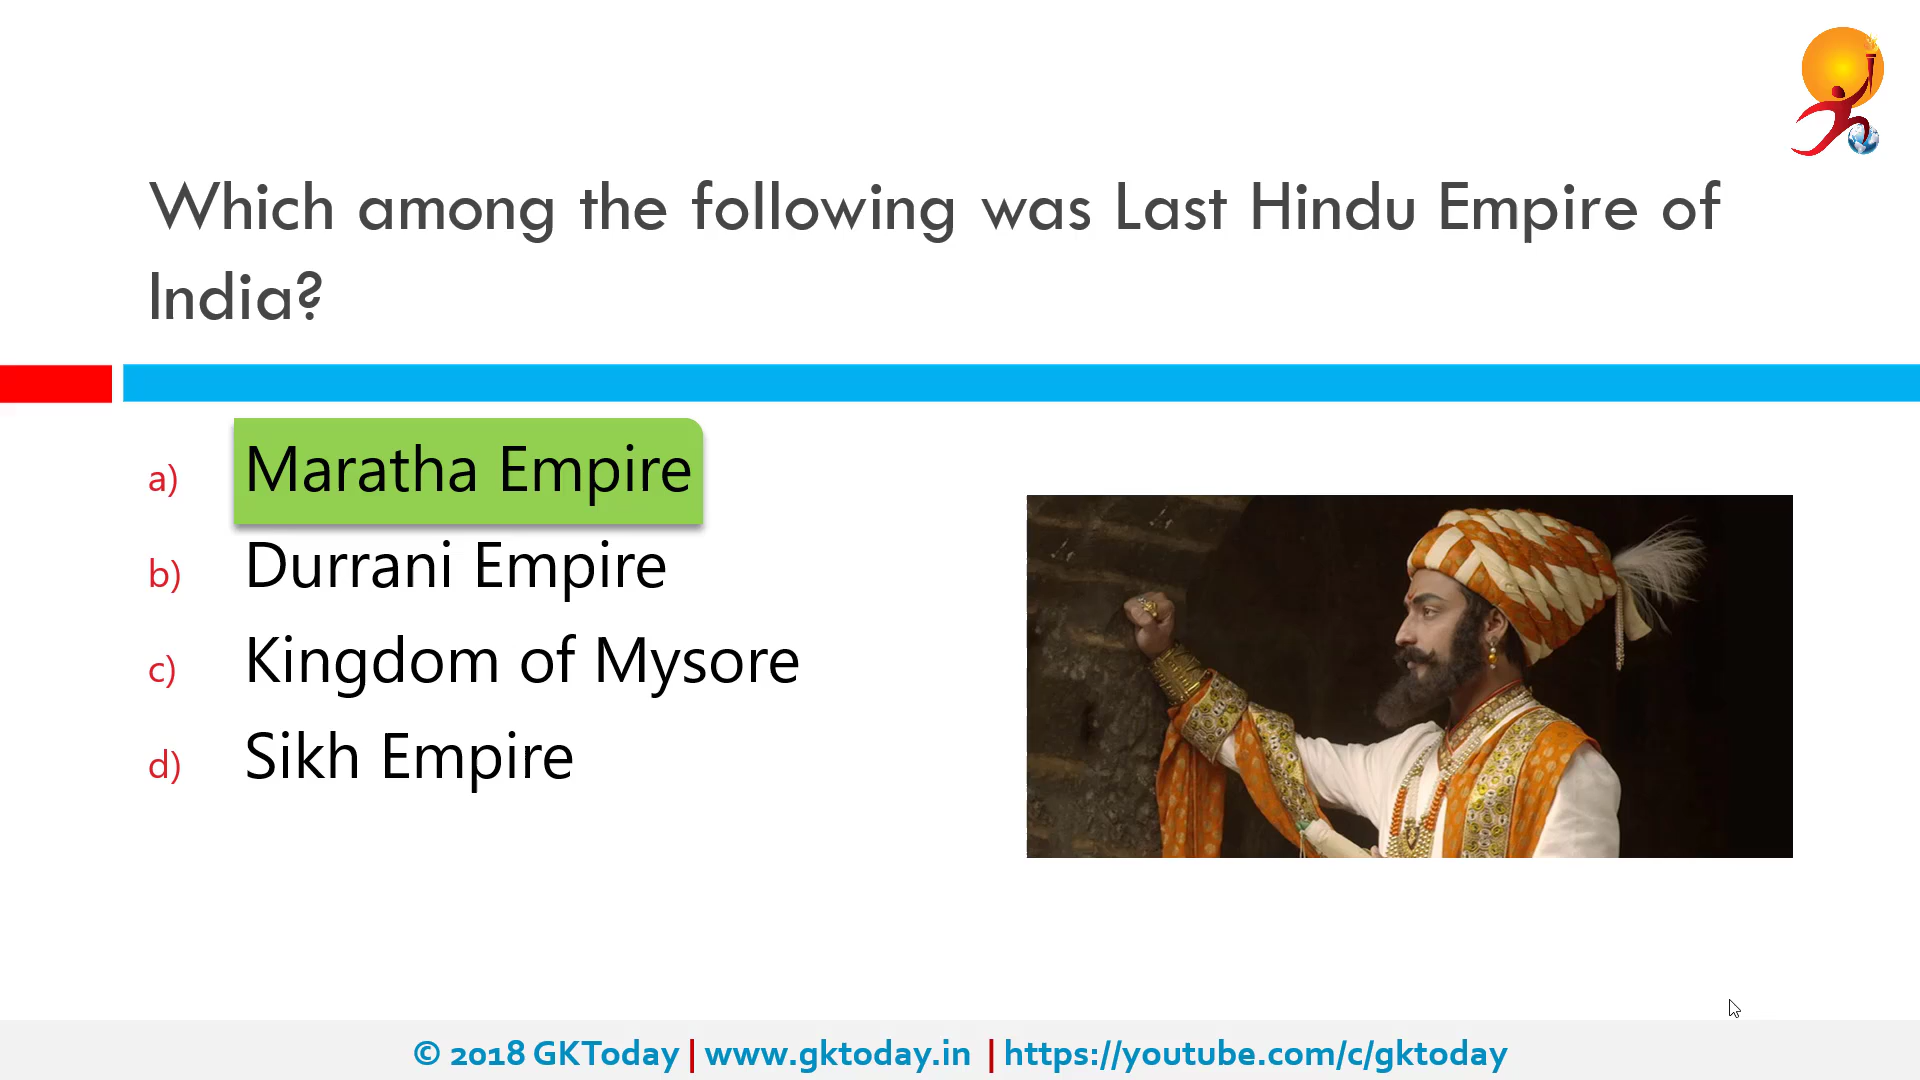 Which among the following was Last Hindu Empire of
India?
a) Maratha Empire
b) Durrani Empire
c) Kingdom of Mysore
d) Sikh Empire
© 2018 GKToday | www.gktoday.in | https://youtube.com/c/gktoday